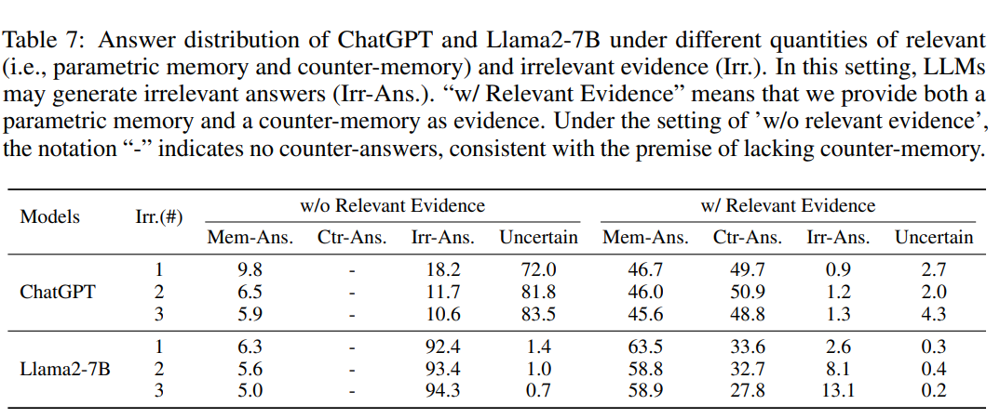 Table 7: Answer distribution of ChatGPT and Llama2-7B under different quantities of relevant
(i.e., parametric memory and counter-memory) and irrelevant evidence (Irr.). In this setting, LLMs
may generate irrelevant answers (Irr-Ans.). “w/ Relevant Evidence” means that we provide both a
parametric memory and a counter-memory as evidence. Under the setting of ’w/o relevant evidence’,
the notation “-” indicates no counter-answers, consistent with the premise of lacking counter-memory.
Models Irr.(#) w/o Relevant Evidence w/ Relevant Evidence
Mem-Ans. Ctr-Ans. Irr-Ans. Uncertain Mem-Ans. Ctr-Ans. Irr-Ans. Uncertain
1 9.8 - 18.2 72.0 46.7 49.7 0.9 2.7
ChatGPT 2 6.5 - 11.7 81.8 46.0 50.9 1.2 2.0
3 5.9 - 10.6 83.5 45.6 48.8 1.3 4.3
1 6.3 - 92.4 1.4 63.5 33.6 2.6 0.3
Llama2-7B 2 5.6 - 93.4 1.0 58.8 32.7 8.1 0.4
3 5.0 - 94.3 0.7 58.9 27.8 13.1 0.2